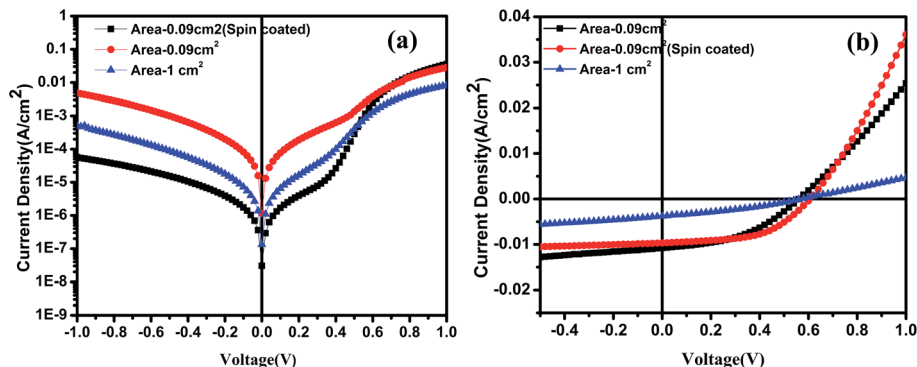 Area-0.09cm2(Spin coated)
Area-0.09cm²
Area-1 cm²
(a)
Current Density(A/cm²)
1
0.1
0.01
1E-3
1E-4
1E-5
1E-6
1E-7
1E-8
1E-9
-1.0 -0.8 -0.6 -0.4 -0.2 0.0 0.2 0.4 0.6 0.8 1.0
Voltage(V)
Area-0.09cm²
Area-0.09cm²(Spin coated)
Area-1 cm²
(b)
Current Density(A/cm²)
0.04
0.03
0.02
0.01
0.00
-0.01
-0.02
-0.4 -0.2 0.0 0.2 0.4 0.6 0.8 1.0
Voltage(V)